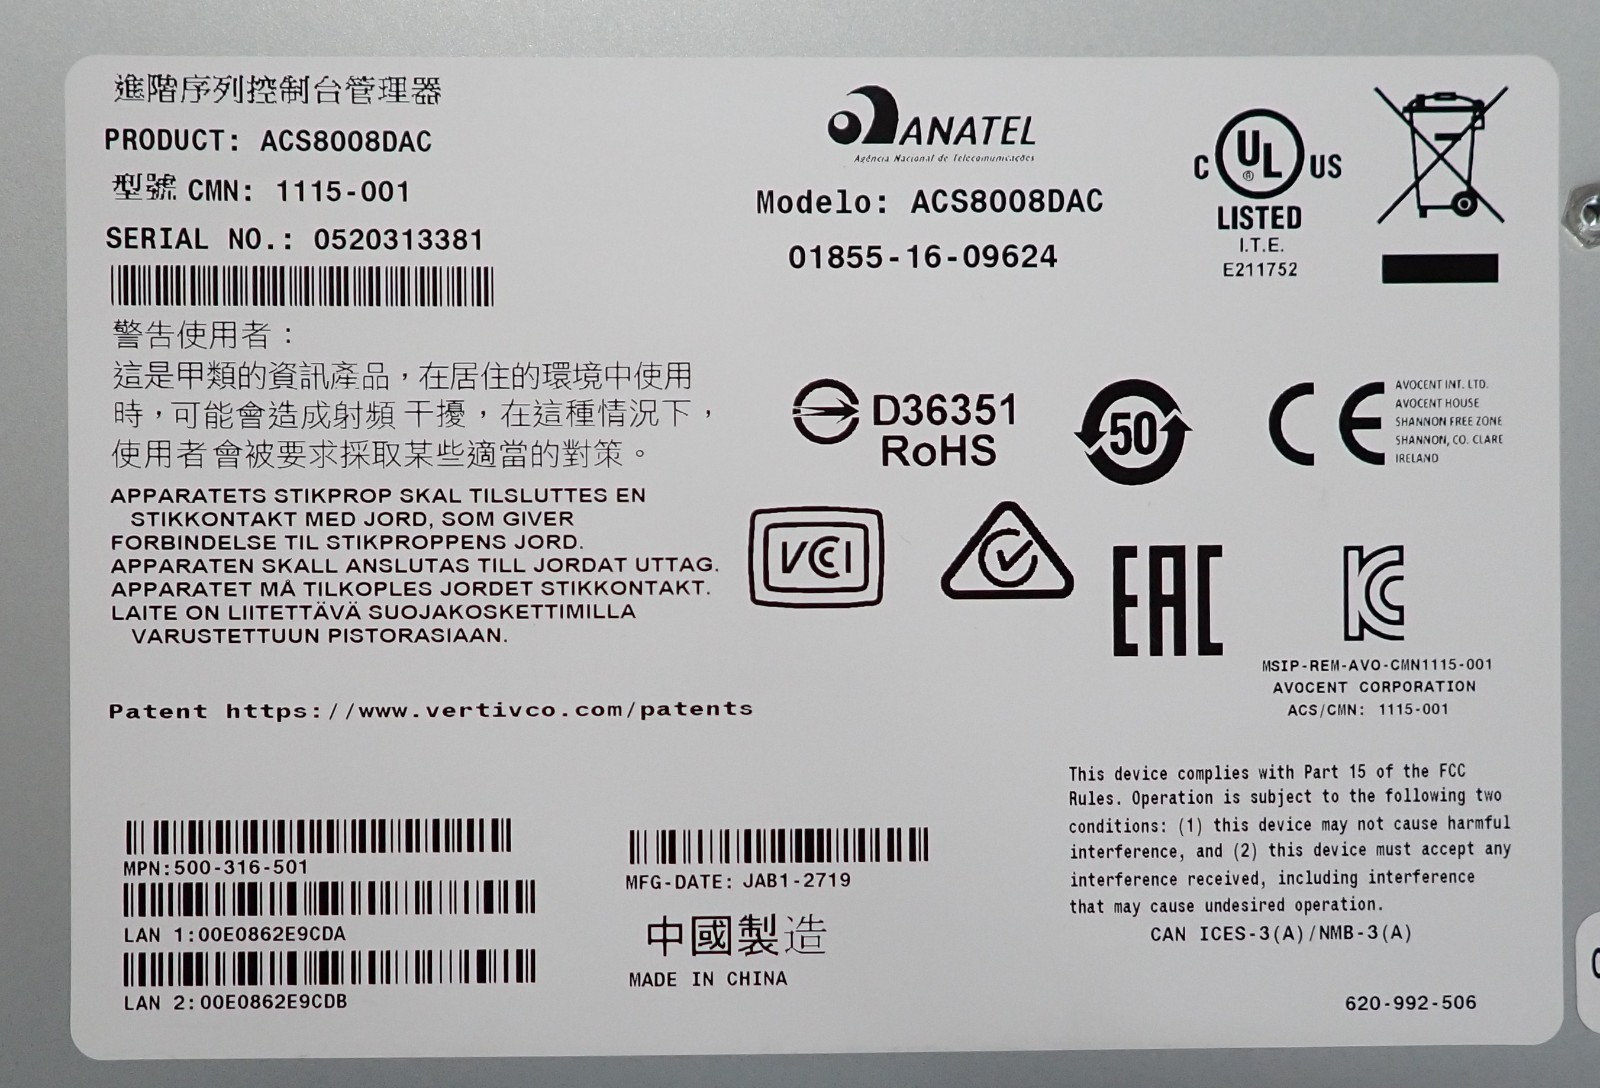 進階序列控制台管理器
PRODUCT: ACS8008DAC
型號 CMN: 1115-001
SERIAL NO.: 0520313381
警告使用者：
這是甲類的資訊產品，在居住的環境中使用
時，可能會造成射頻 干擾，在這種情況下，
使用者會被要求採取某些適當的對策。
APPARATETS STIKPROP SKAL TILSLUTTES EN
STIKKONTAKT MED JORD, SOM GIVER
FORBINDELSE TIL STIKPROPPENS JORD.
APPARATEN SKALL ANSLUTAS TILL JORDAT UTTAG.
APPARATET MÅ TILKOPLES JORDET STIKKONTAKT.
LAITE ON LIITETTÄVÄ SUOJAKOSKETTIMILLA
VARUSTETTUUN PISTORASIAAN.
Patent https://www.vertivco.com/patents
MPN:500-316-501
LAN 1:00E0862E9CDA
LAN 2:00E0862E9CDB
MFG-DATE: JAB1-2719
中國製造
MADE IN CHINA
ANATEL
Agência Nacional de Telecomunicações
Modelo: ACS8008DAC
01855-16-09624
C UL ® US
LISTED
I.T.E.
E211752
D36351
RoHS
50
CE
AVOCENT INT. LTD.
AVOCENT HOUSE
SHANNON FREE ZONE
SHANNON, CO. CLARE
IRELAND
VCI
EAC
KC
MSIP-REM-AVO-CMN1115-001
AVOCENT CORPORATION
ACS/CMN: 1115-001
This device complies with Part 15 of the FCC
Rules. Operation is subject to the following two
conditions: (1) this device may not cause harmful
interference, and (2) this device must accept any
interference received, including interference
that may cause undesired operation.
CAN ICES-3(A)/NMB-3(A)
620-992-506